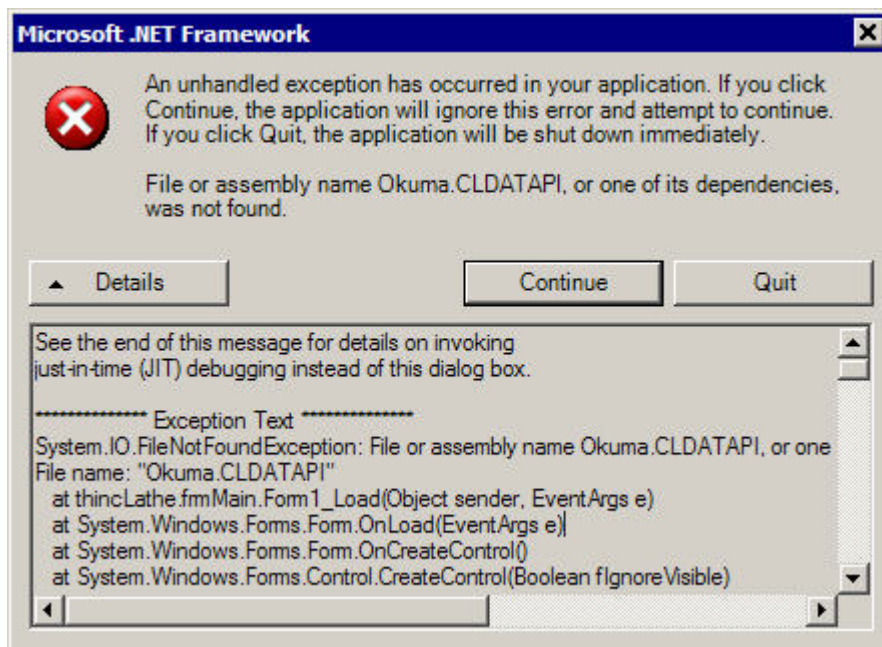 Microsoft .NET Framework
An unhandled exception has occurred in your application. If you click
Continue, the application will ignore this error and attempt to continue.
If you click Quit, the application will be shut down immediately.
File or assembly name Okuma.CLDATAPI, or one of its dependencies,
was not found.
Details
Continue
Quit
See the end of this message for details on invoking
just-in-time (JIT) debugging instead of this dialog box.
************** Exception Text **************
System.IO.FileNotFoundException: File or assembly name Okuma.CLDATAPI, or one
File name: "Okuma.CLDATAPI"
at thincLathe.frmMain.Form1_Load(Object sender, EventArgs e)
at System.Windows.Forms.Form.OnLoad(EventArgs e)
at System.Windows.Forms.Form.OnCreateControl()
at System.Windows.Forms.Control.CreateControl(Boolean fIgnoreVisible)